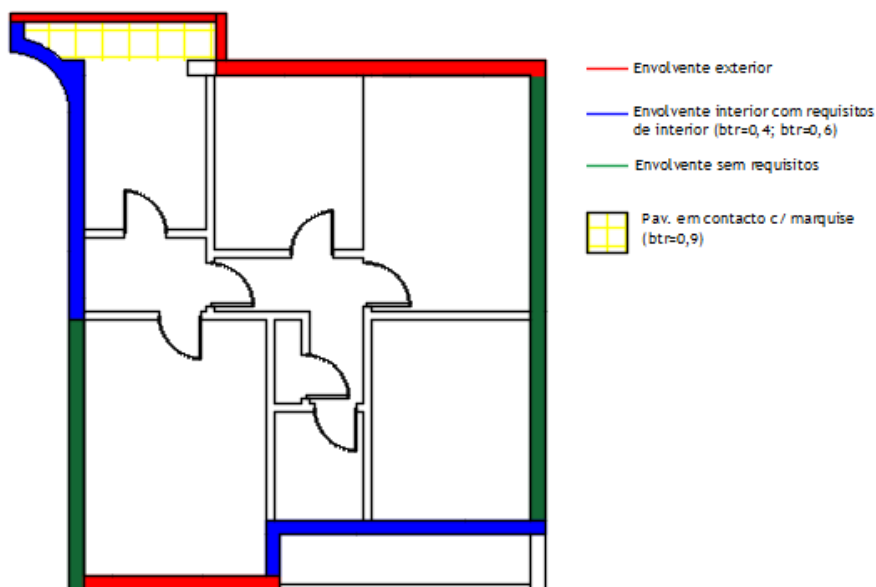 Envolvente exterior
Envolvente interior com requisitos
de interior (btr=0,4; btr=0,6)
Envolvente sem requisitos
Pav. em contacto c/ marquise
(btr=0,9)